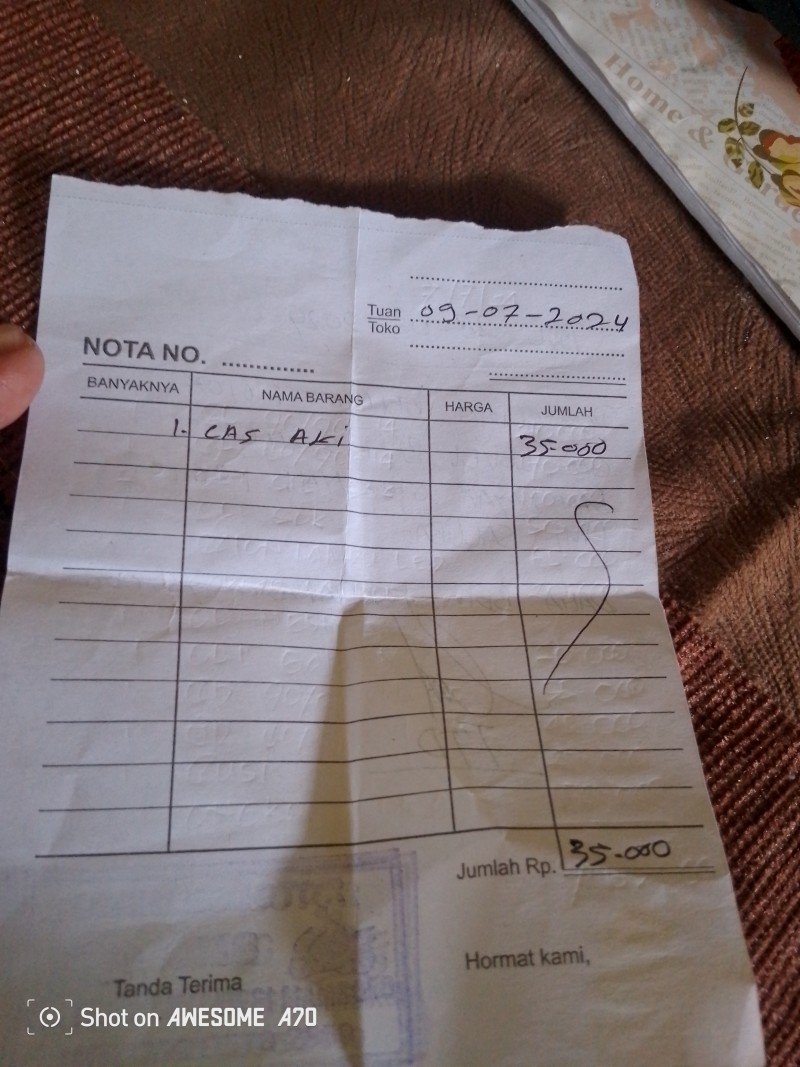 Home &
Tuan
Toko
09-07-2024
NOTA NO.
BANYAKNYA NAMA BARANG HARGA JUMLAH
1. CAS AKi 35.000
Jumlah Rp. 35.000
Tanda Terima Hormat kami,
Shot on AWESOME A70